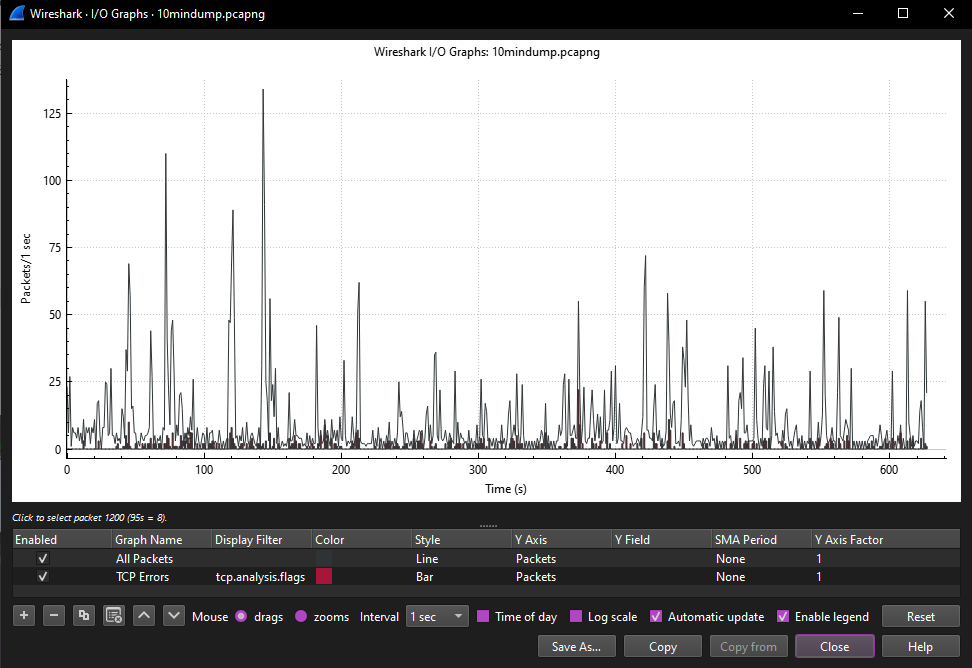 Wireshark · I/O Graphs · 10mindump.pcapng
Wireshark I/O Graphs: 10mindump.pcapng
Packets/1 sec
125
100
75
50
25
0
0 100 200 300 400 500 600
Time (s)
Click to select packet 1200 (95s = 8).
Enabled Graph Name Display Filter Color Style Y Axis Y Field SMA Period Y Axis Factor
All Packets Line Packets None 1
TCP Errors tcp.analysis.flags Bar Packets None 1
Mouse drags zooms Interval 1 sec Time of day Log scale Automatic update Enable legend Reset
Save As... Copy Copy from Close Help